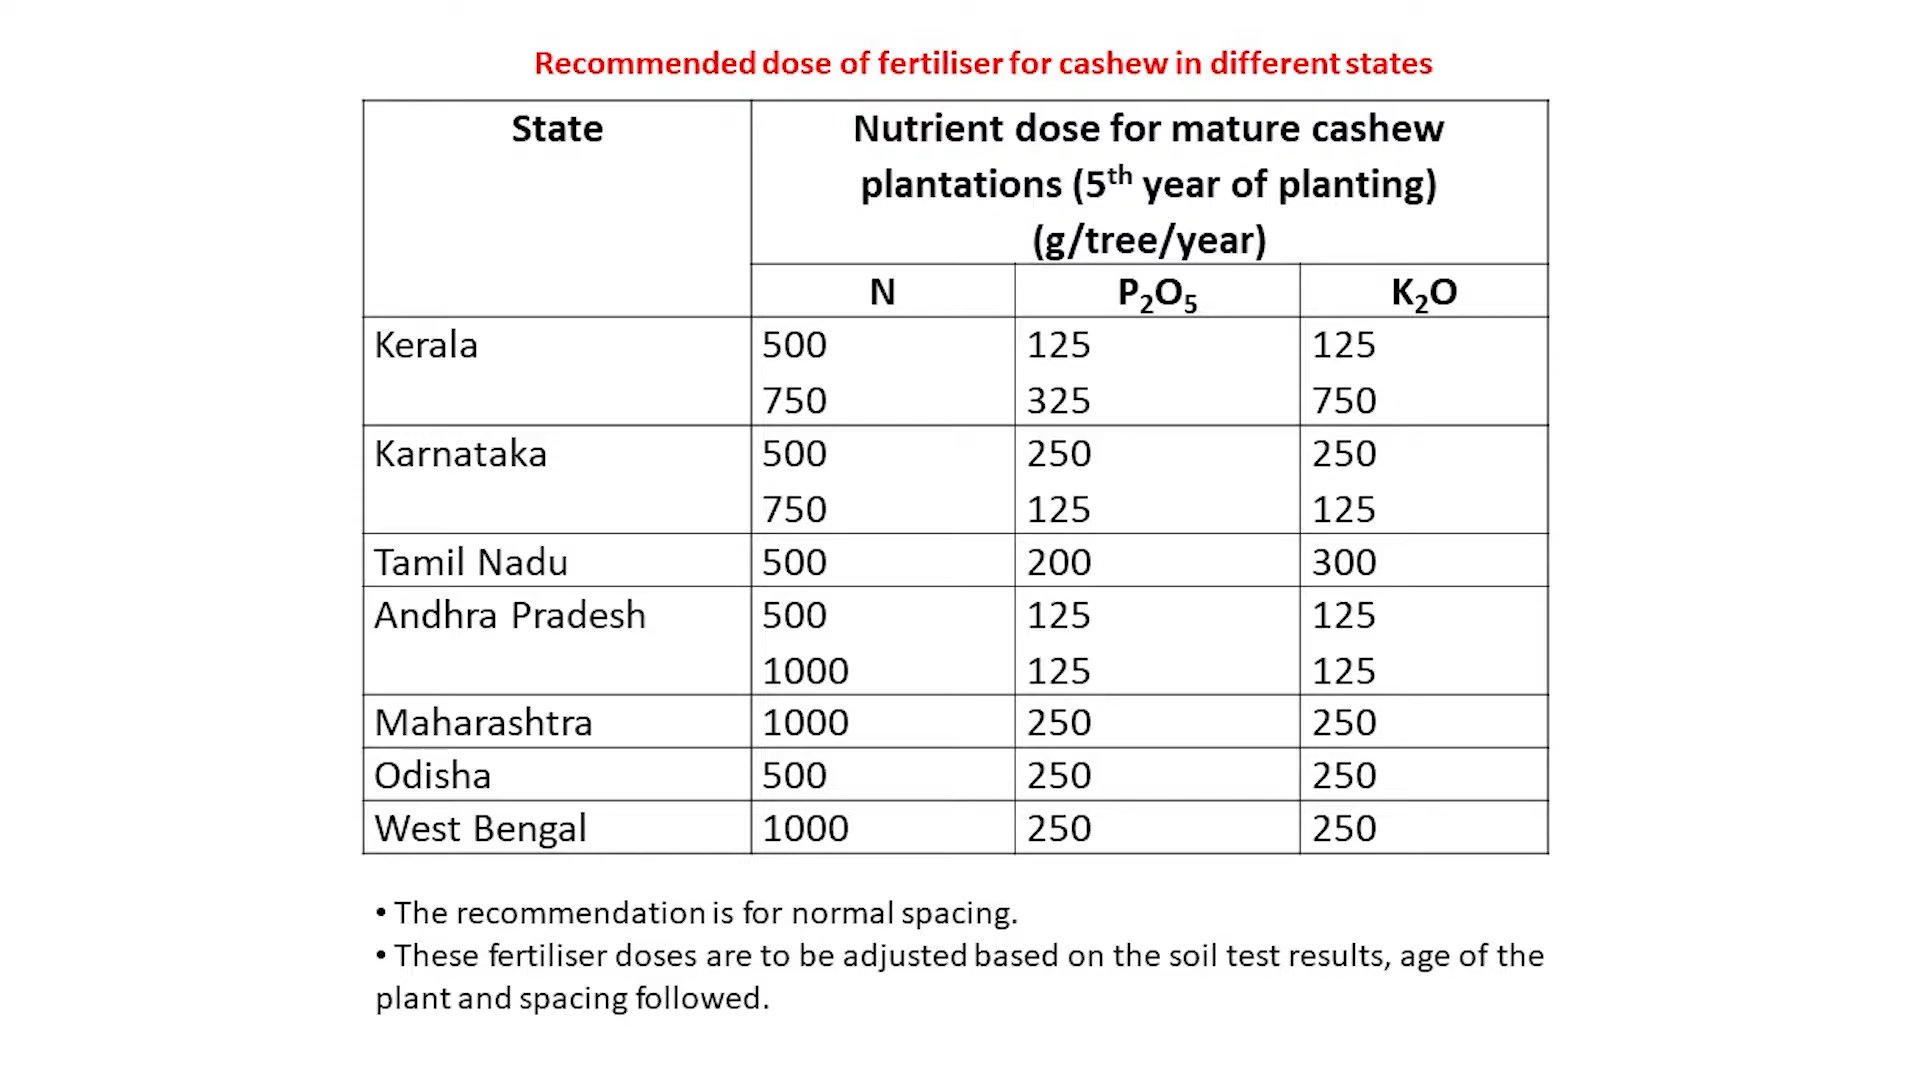 Recommended dose of fertiliser for cashew in different states
State
Nutrient dose for mature cashew
plantations (5th year of planting)
(g/tree/year)
N P₂O₅ K₂O
Kerala 500 125 125
750 325 750
Karnataka 500 250 250
750 125 125
Tamil Nadu 500 200 300
Andhra Pradesh 500 125 125
1000 125 125
Maharashtra 1000 250 250
Odisha 500 250 250
West Bengal 1000 250 250
• The recommendation is for normal spacing.
• These fertiliser doses are to be adjusted based on the soil test results, age of the
plant and spacing followed.